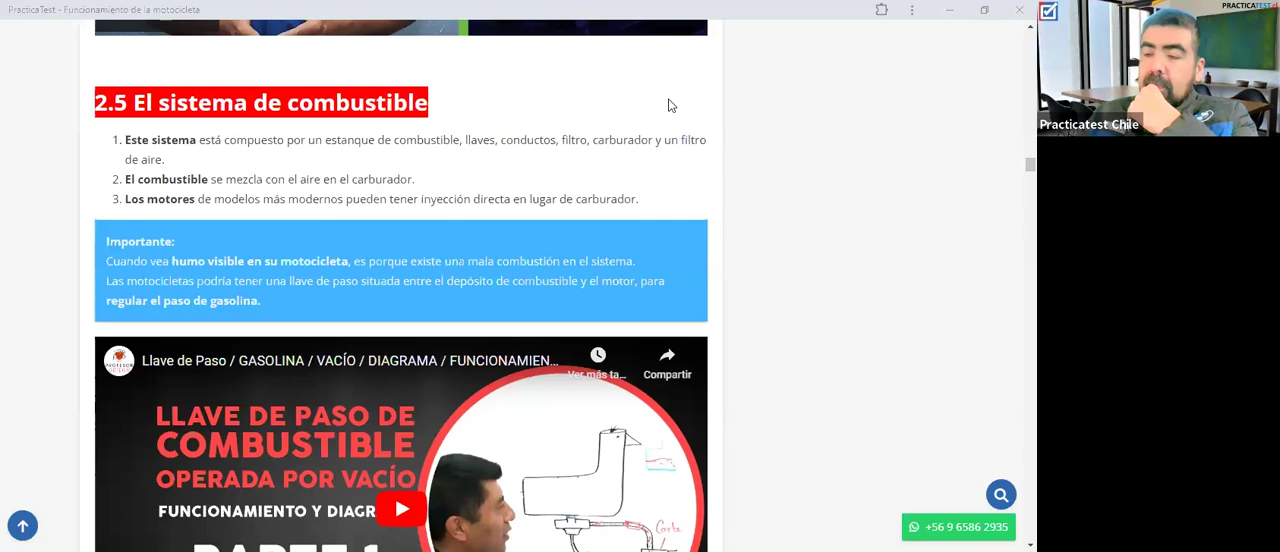 PracticaTest - Funcionamiento de la motocicleta
PRACTICATEST.cl
Practicatest Chile
2.5 El sistema de combustible
1. Este sistema está compuesto por un estanque de combustible, llaves, conductos, filtro, carburador y un filtro
de aire.
2. El combustible se mezcla con el aire en el carburador.
3. Los motores de modelos más modernos pueden tener inyección directa en lugar de carburador.
Importante:
Cuando vea humo visible en su motocicleta, es porque existe una mala combustión en el sistema.
Las motocicletas podría tener una llave de paso situada entre el depósito de combustible y el motor, para
regular el paso de gasolina.
Llave de Paso / GASOLINA / VACÍO / DIAGRAMA / FUNCIONAMIEN...
Ver más ta...
Compartir
LLAVE DE PASO DE
COMBUSTIBLE
OPERADA POR VACÍO
FUNCIONAMIENTO Y DIAGR
PARTE 1
+56 9 6586 2935